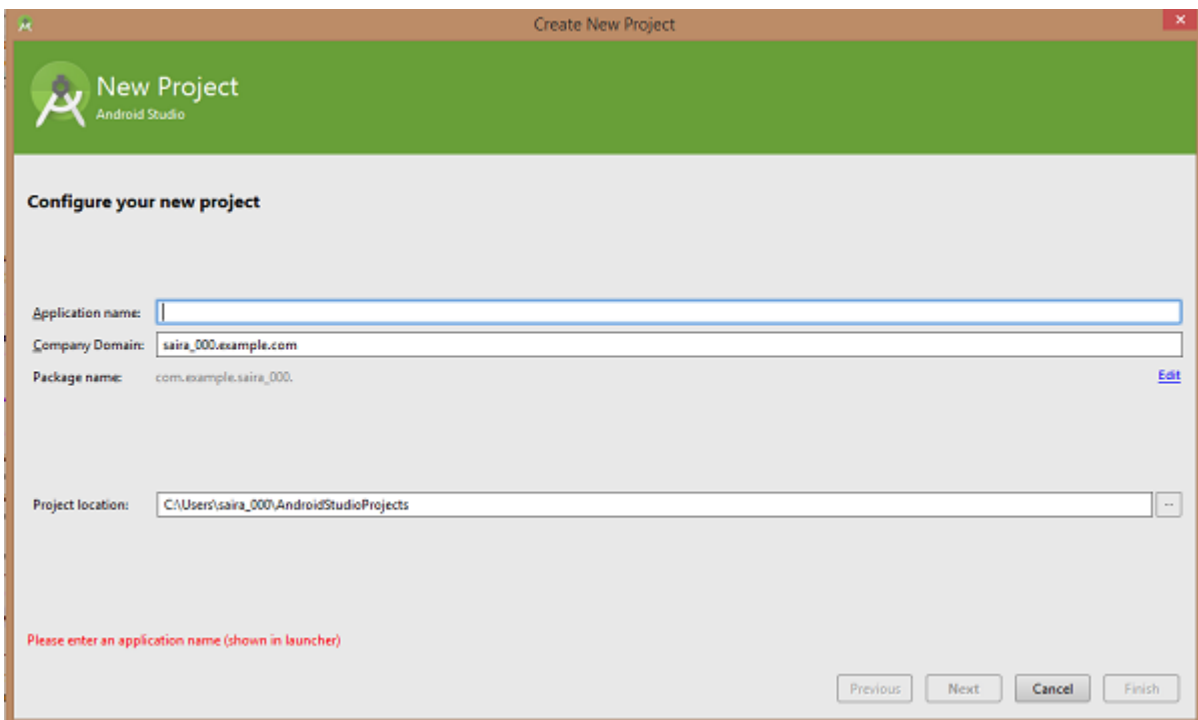 Create New Project
New Project
Android Studio
Configure your new project
Application name:
Company Domain: saira_000.example.com
Package name: com.example.saira_000. Edit
Project location: C:\Users\saira_000\AndroidStudioProjects ...
Please enter an application name (shown in launcher)
Previous Next Cancel Finish